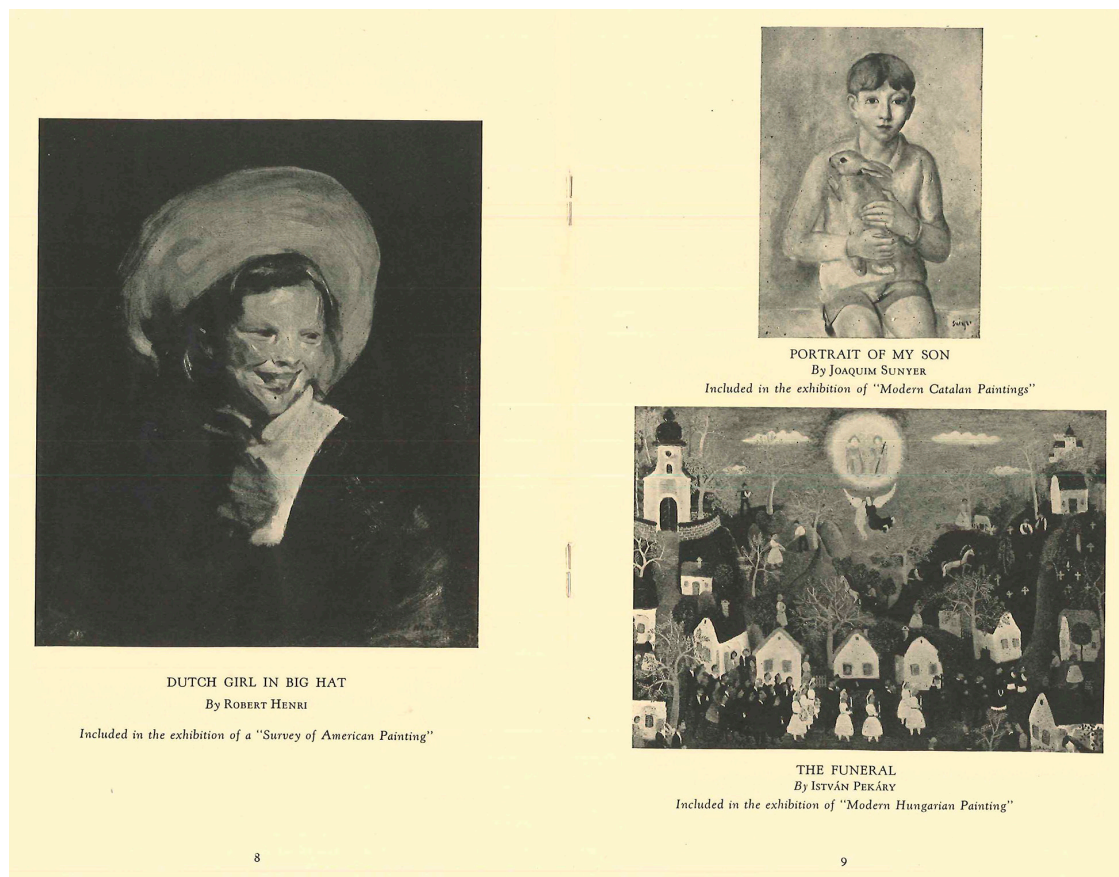 DUTCH GIRL IN BIG HAT
By ROBERT HENRI
Included in the exhibition of a "Survey of American Painting"
8
PORTRAIT OF MY SON
By JOAQUIM SUNYER
Included in the exhibition of "Modern Catalan Paintings"
THE FUNERAL
By ISTVÁN PEKÁRY
Included in the exhibition of "Modern Hungarian Painting"
9